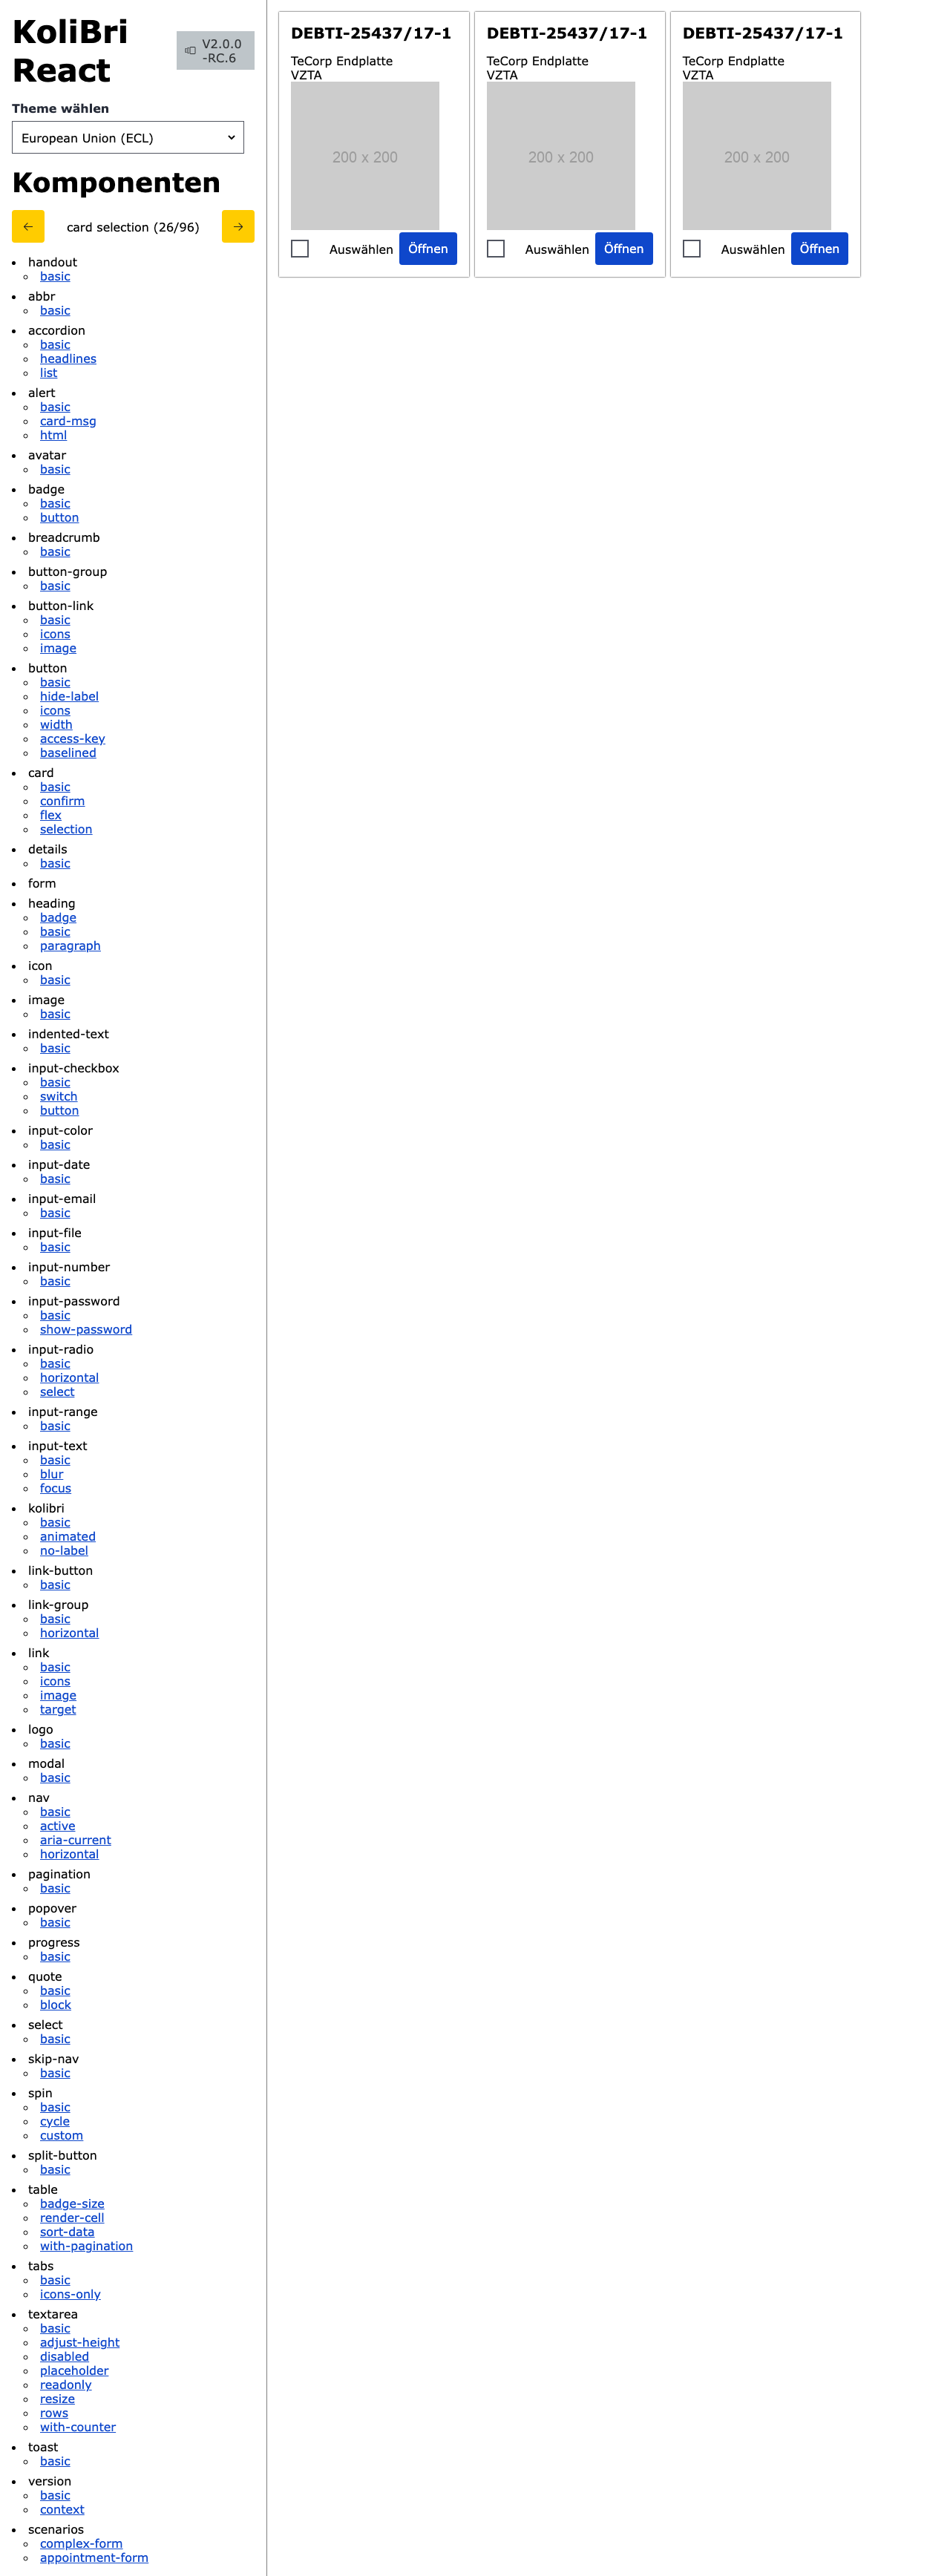 KoliBri
React
V2.0.0
-RC.6
Theme wählen
European Union (ECL)
Komponenten
← card selection (26/96) →
handout
basic
abbr
basic
accordion
basic
headlines
list
alert
basic
card-msg
html
avatar
basic
badge
basic
button
breadcrumb
basic
button-group
basic
button-link
basic
icons
image
button
basic
hide-label
icons
width
access-key
baselined
card
basic
confirm
flex
selection
details
basic
form
heading
badge
basic
paragraph
icon
basic
image
basic
indented-text
basic
input-checkbox
basic
switch
button
input-color
basic
input-date
basic
input-email
basic
input-file
basic
input-number
basic
input-password
basic
show-password
input-radio
basic
horizontal
select
input-range
basic
input-text
basic
blur
focus
kolibri
basic
animated
no-label
link-button
basic
link-group
basic
horizontal
link
basic
icons
image
target
logo
basic
modal
basic
nav
basic
active
aria-current
horizontal
pagination
basic
popover
basic
progress
basic
quote
basic
block
select
basic
skip-nav
basic
spin
basic
cycle
custom
split-button
basic
table
badge-size
render-cell
sort-data
with-pagination
tabs
basic
icons-only
textarea
basic
adjust-height
disabled
placeholder
readonly
resize
rows
with-counter
toast
basic
version
basic
context
scenarios
complex-form
appointment-form
DEBTI-25437/17-1
TeCorp Endplatte
VZTA
200 x 200
Auswählen Öffnen
DEBTI-25437/17-1
TeCorp Endplatte
VZTA
200 x 200
Auswählen Öffnen
DEBTI-25437/17-1
TeCorp Endplatte
VZTA
200 x 200
Auswählen Öffnen